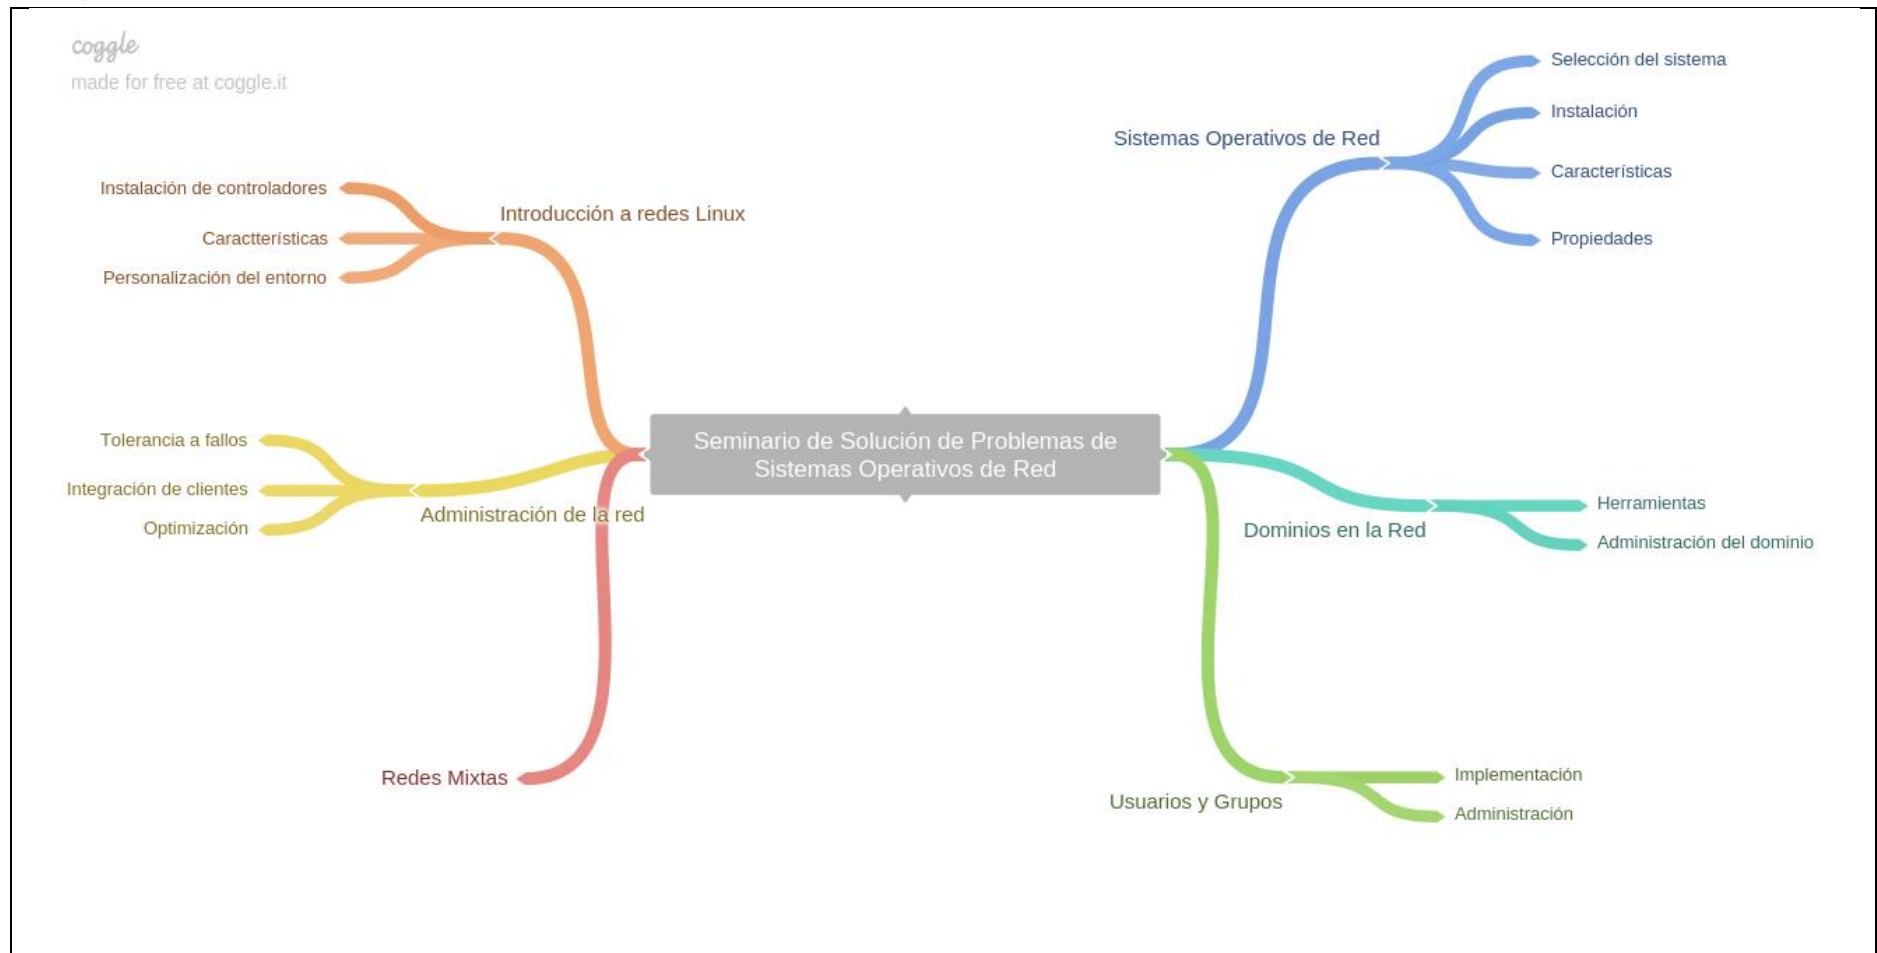 coggle
made for free at coggle.it
Selección del sistema
Instalación
Sistemas Operativos de Red
Características
Propiedades
Instalación de controladores
Introducción a redes Linux
Caractterísticas
Personalización del entorno
Seminario de Solución de Problemas de
Sistemas Operativos de Red
Tolerancia a fallos
Integración de clientes
Administración de la red
Optimización
Herramientas
Dominios en la Red
Administración del dominio
Redes Mixtas
Implementación
Usuarios y Grupos
Administración